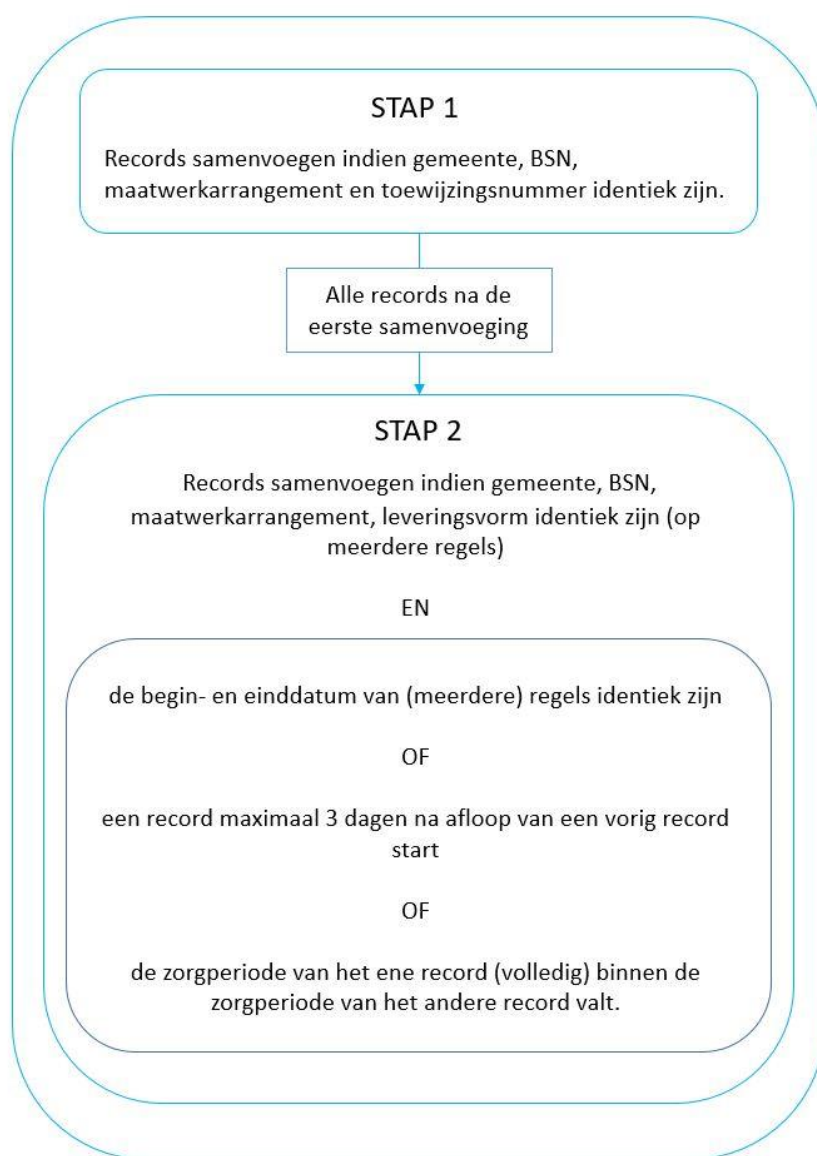 STAP 1
Records samenvoegen indien gemeente, BSN,
maatwerkarrangement en toewijzingsnummer identiek zijn.
Alle records na de
eerste samenvoeging
STAP 2
Records samenvoegen indien gemeente, BSN,
maatwerkarrangement, leveringsvorm identiek zijn (op
meerdere regels)
EN
de begin- en einddatum van (meerdere) regels identiek zijn
OF
een record maximaal 3 dagen na afloop van een vorig record
start
OF
de zorgperiode van het ene record (volledig) binnen de
zorgperiode van het andere record valt.